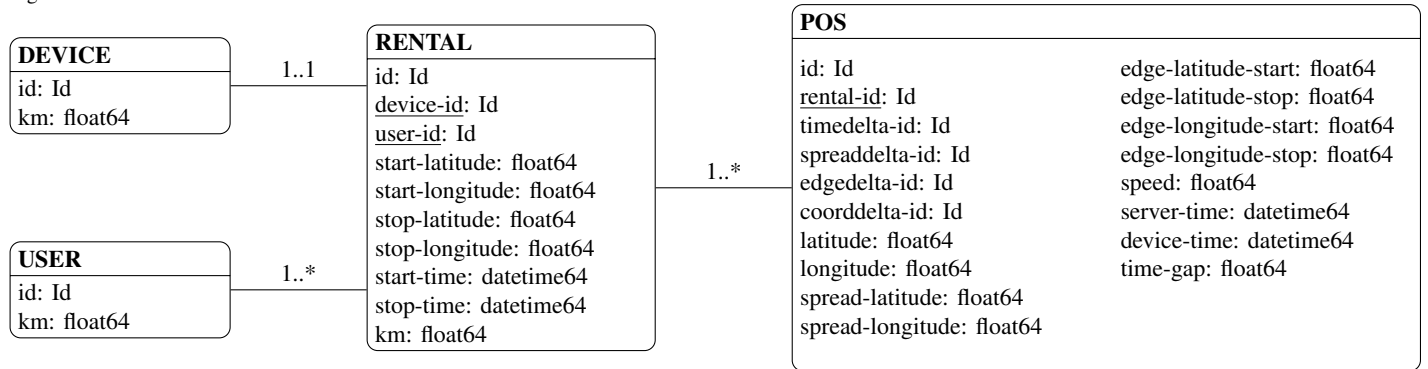 DEVICE
id: Id
km: float64
1..1
USER
id: Id
km: float64
1..*
RENTAL
id: Id
device-id: Id
user-id: Id
start-latitude: float64
start-longitude: float64
stop-latitude: float64
stop-longitude: float64
start-time: datetime64
stop-time: datetime64
km: float64
1..*
POS
id: Id
rental-id: Id
timedelta-id: Id
spreaddelta-id: Id
edgedelta-id: Id
coorddelta-id: Id
latitude: float64
longitude: float64
spread-latitude: float64
spread-longitude: float64
edge-latitude-start: float64
edge-latitude-stop: float64
edge-longitude-start: float64
edge-longitude-stop: float64
speed: float64
server-time: datetime64
device-time: datetime64
time-gap: float64